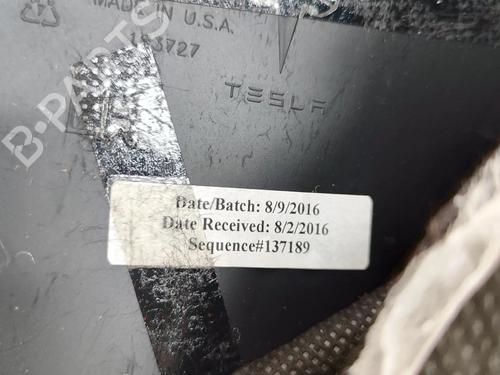 MADE IN U.S.A.
TESLA
Date/Batch: 8/9/2016
Date Received: 8/2/2016
Sequence#137189
B-PARTS